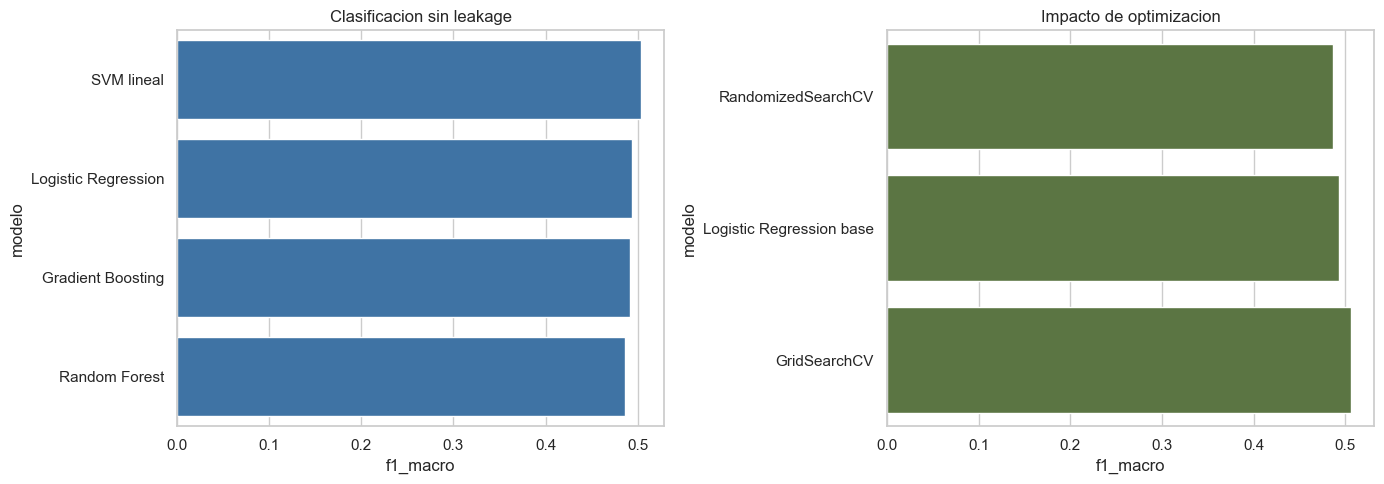 Clasificacion sin leakage
SVM lineal
Logistic Regression
Gradient Boosting
Random Forest
modelo
0.0 0.1 0.2 0.3 0.4 0.5
f1_macro
Impacto de optimizacion
RandomizedSearchCV
Logistic Regression base
GridSearchCV
modelo
0.0 0.1 0.2 0.3 0.4 0.5
f1_macro